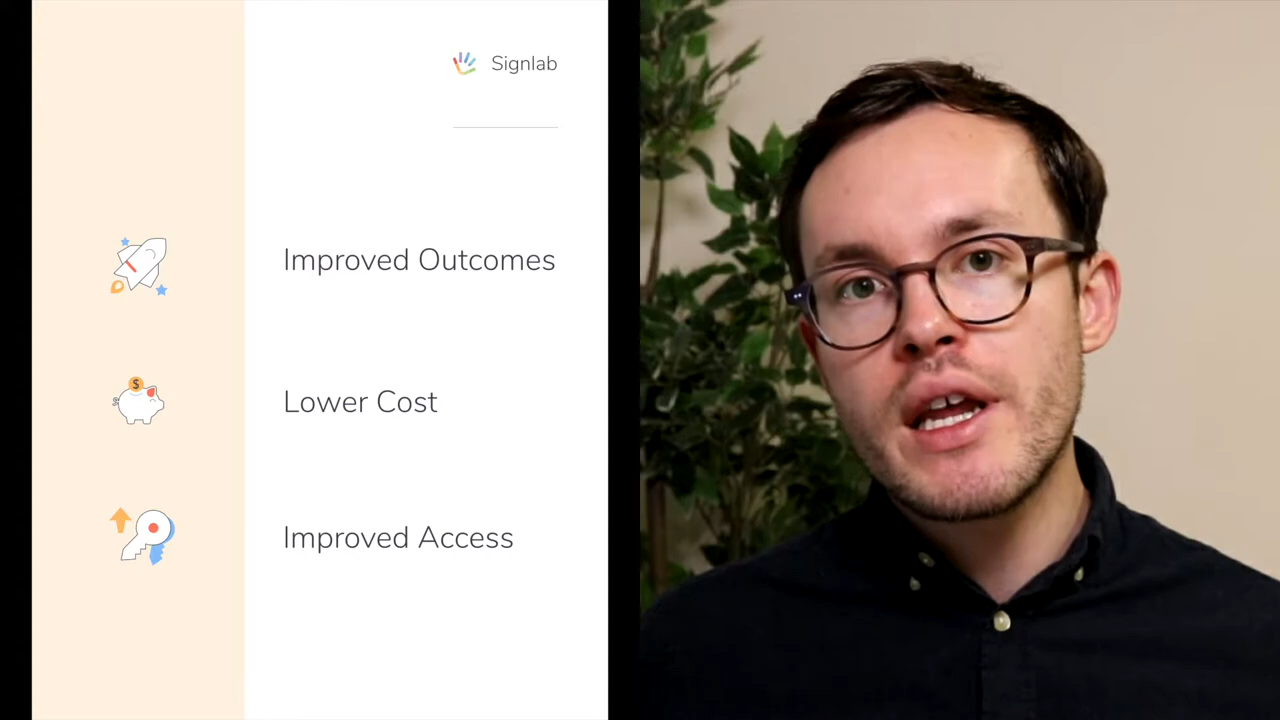 Signlab
Improved Outcomes
$
Lower Cost
Improved Access